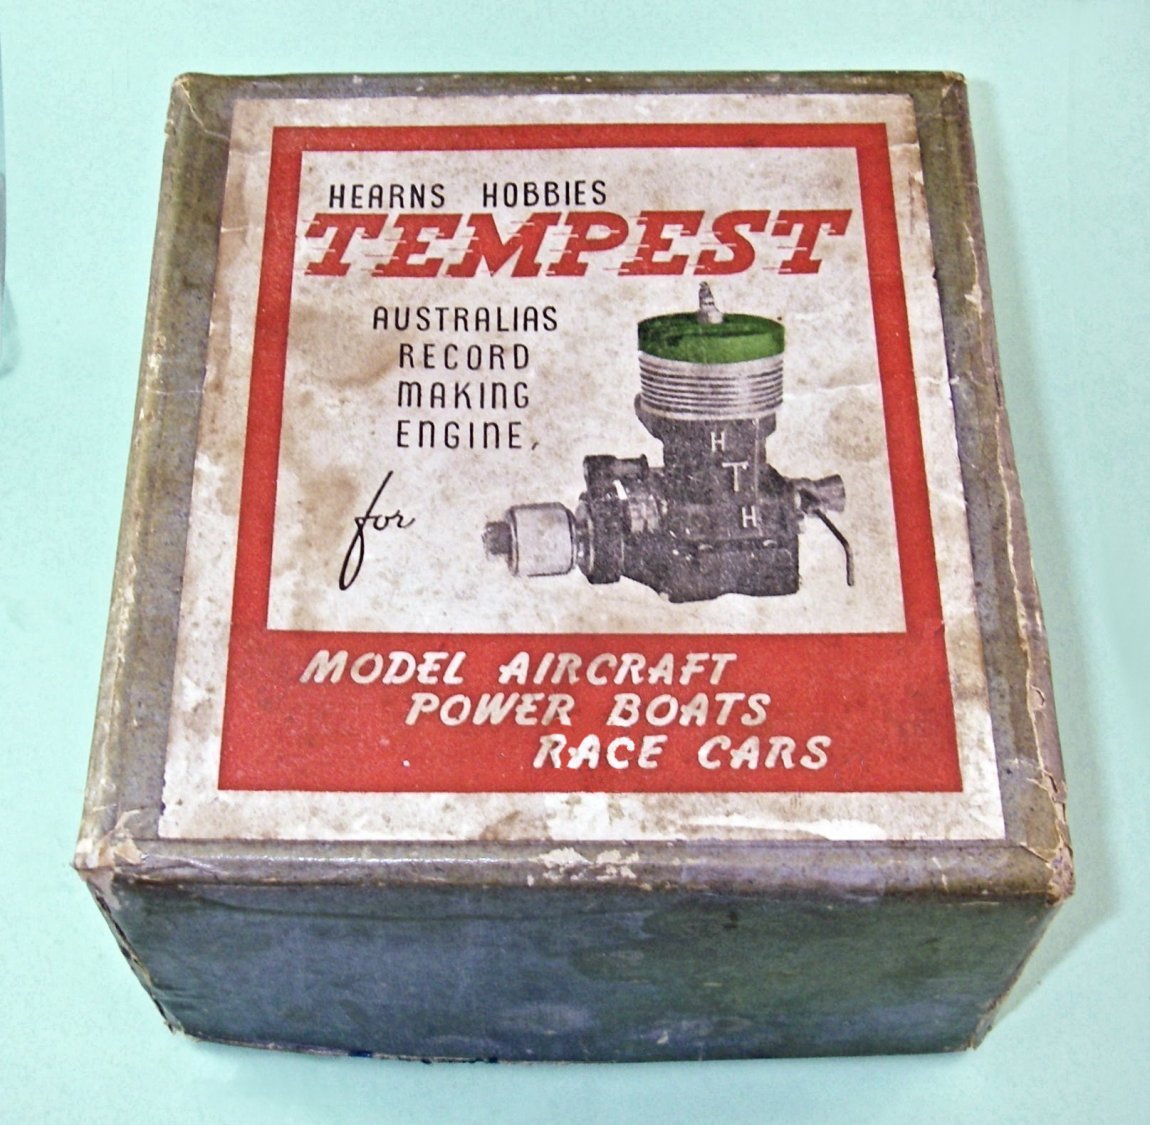 HEARNS HOBBIES
TEMPEST
AUSTRALIAS
RECORD
MAKING
ENGINE,
for
H
T
H
MODEL AIRCRAFT
POWER BOATS
RACE CARS